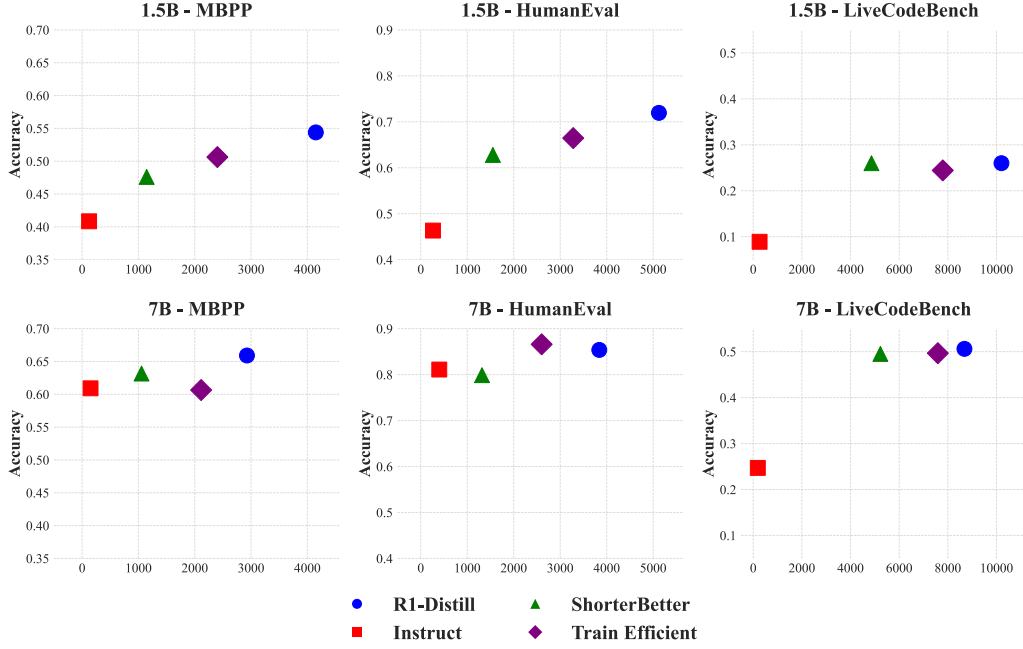 1.5B - MBPP
Accuracy
0.70
0.65
0.60
0.55
0.50
0.45
0.40
0.35
0 1000 2000 3000 4000
1.5B - HumanEval
Accuracy
0.9
0.8
0.7
0.6
0.5
0.4
0 1000 2000 3000 4000 5000
1.5B - LiveCodeBench
Accuracy
0.5
0.4
0.3
0.2
0.1
0 2000 4000 6000 8000 10000
7B - MBPP
Accuracy
0.70
0.65
0.60
0.55
0.50
0.45
0.40
0.35
0 1000 2000 3000 4000
7B - HumanEval
Accuracy
0.9
0.8
0.7
0.6
0.5
0.4
0 1000 2000 3000 4000 5000
7B - LiveCodeBench
Accuracy
0.5
0.4
0.3
0.2
0.1
0 2000 4000 6000 8000 10000
R1-Distill
ShorterBetter
Instruct
Train Efficient